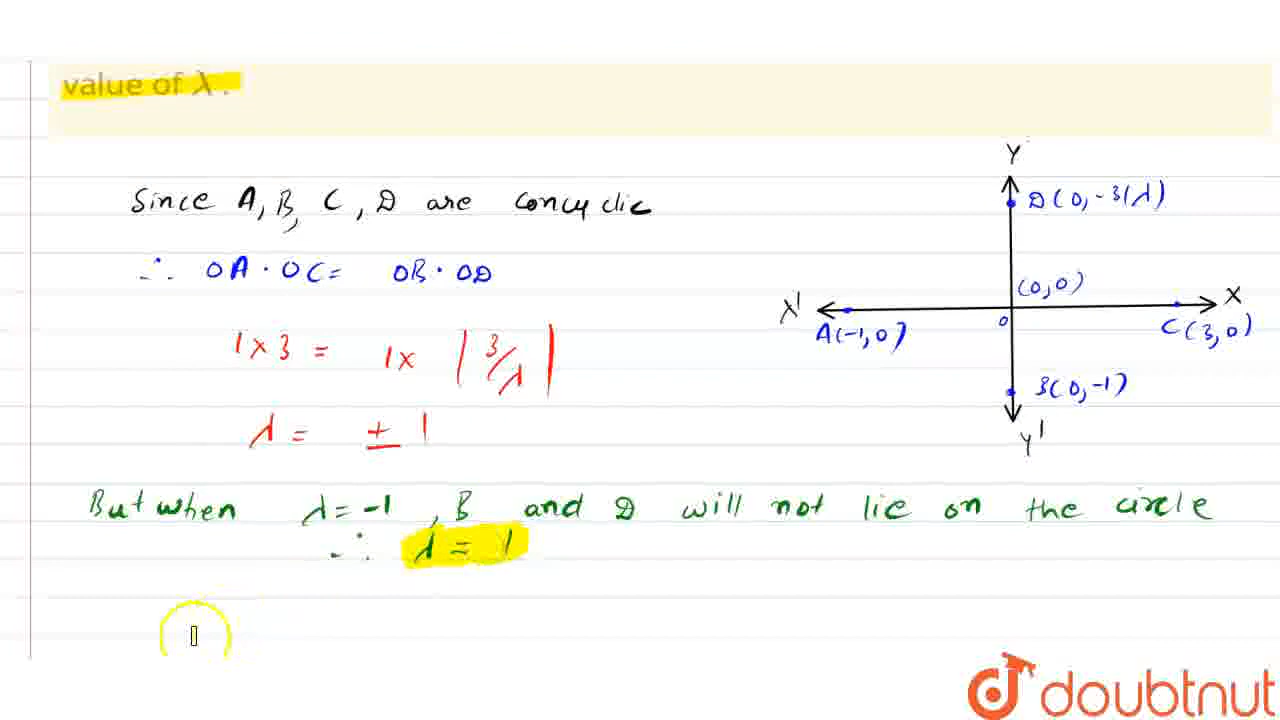 value of λ .
Since A, B, C, D are concyclic
∴ OA · OC = OB · OD
1 × 3 = 1 × | 3/λ |
λ = ± 1
But when λ = -1, B and D will not lie on the circle
∴ λ = 1
Y
D(0, -3(λ)
(0, 0)
X'
X
O
A(-1, 0)
C(3, 0)
B(0, -1)
Y'
doubtnut